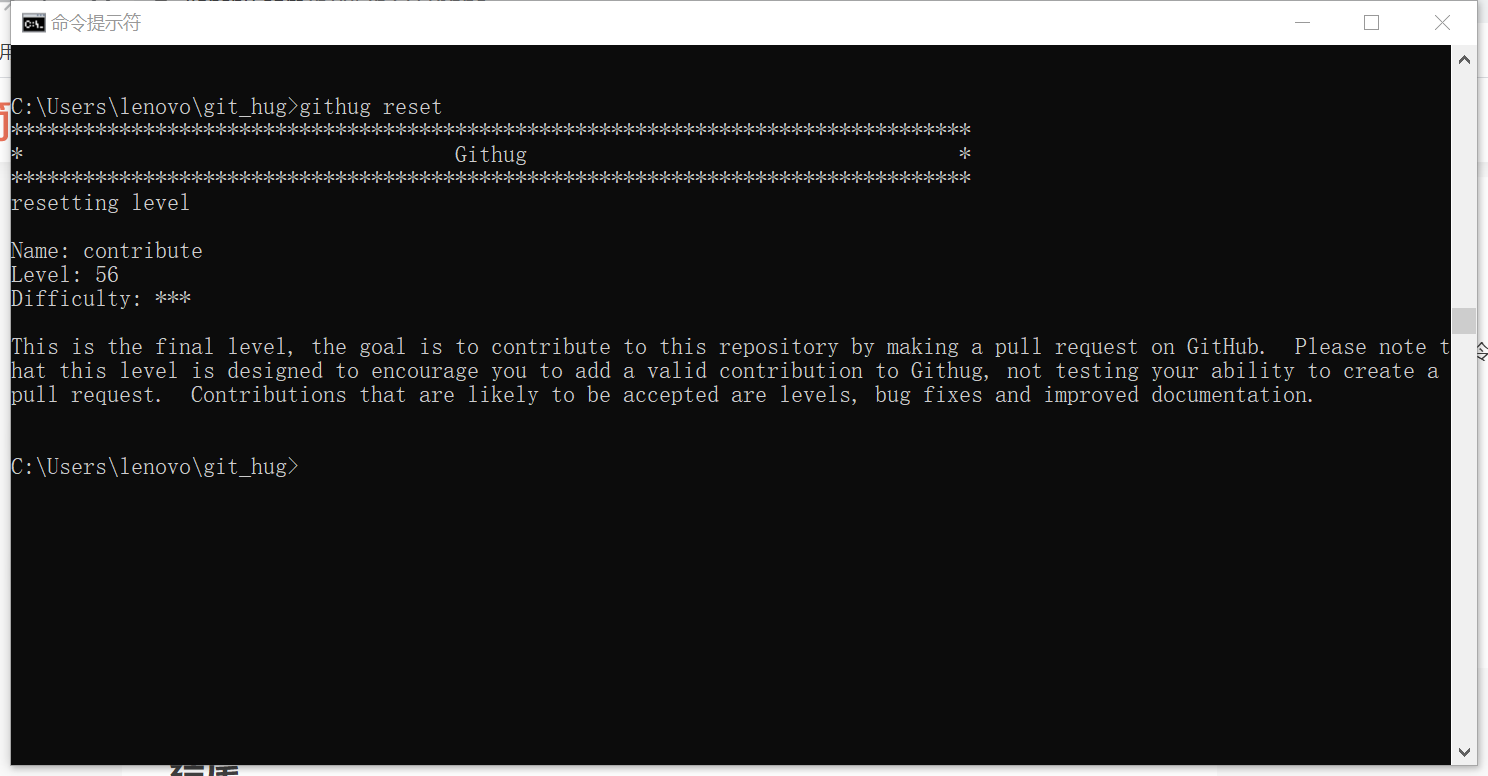 命令提示符
用
C:\Users\lenovo\git_hug>githug reset
********************************************************************************
*                                    Githug                                    *
********************************************************************************
resetting level
Name: contribute
Level: 56
Difficulty: ***
This is the final level, the goal is to contribute to this repository by making a pull request on GitHub.  Please note t
hat this level is designed to encourage you to add a valid contribution to Githug, not testing your ability to create a
pull request.  Contributions that are likely to be accepted are levels, bug fixes and improved documentation.
C:\Users\lenovo\git_hug>